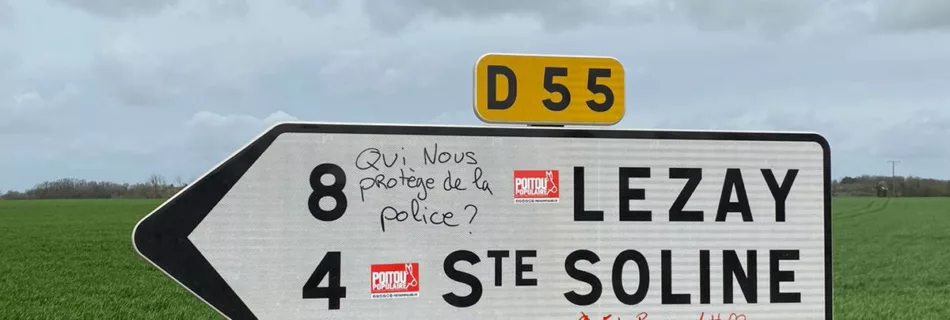 D 55
8 Qui Nous
protège de la
police ?
POITOU
POPULAIRE
LEZAY
4 POITOU
POPULAIRE
STE SOLINE